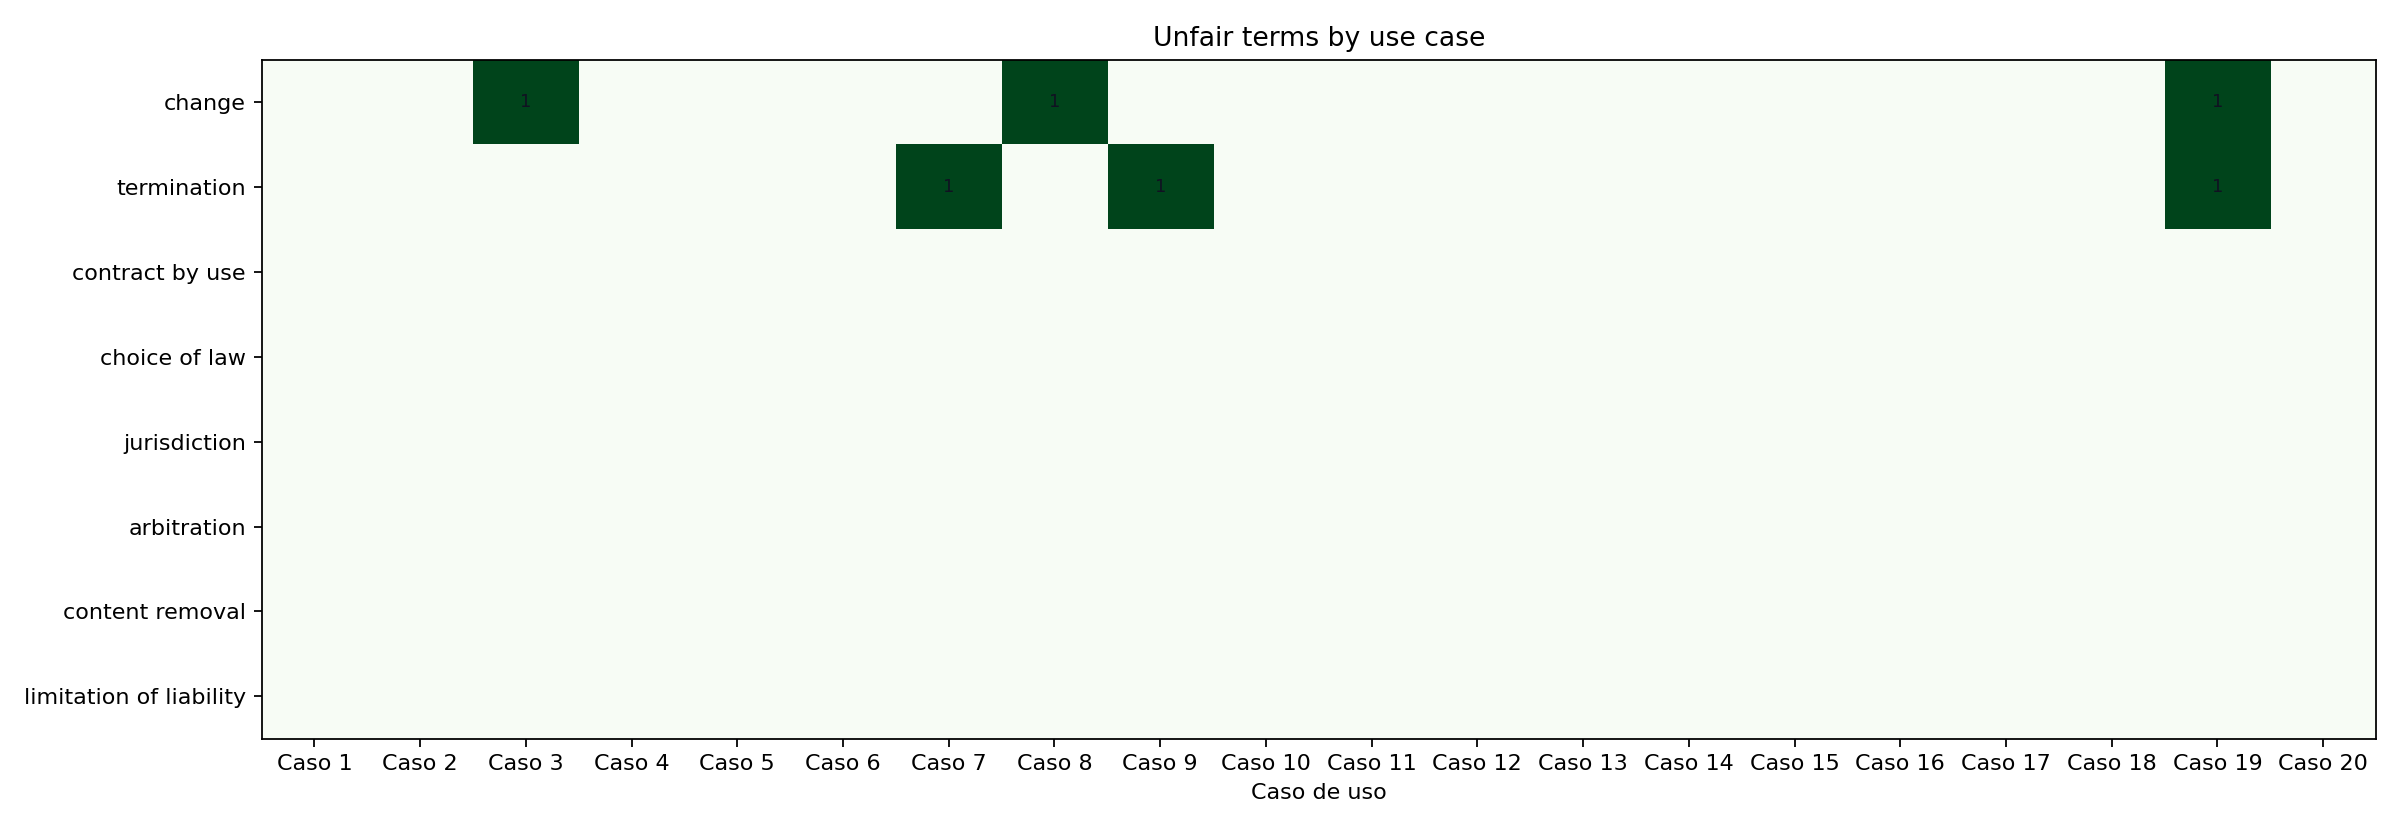 Unfair terms by use case
change 1 1 1
termination 1 1 1
contract by use
choice of law
jurisdiction
arbitration
content removal
limitation of liability
Caso 1 Caso 2 Caso 3 Caso 4 Caso 5 Caso 6 Caso 7 Caso 8 Caso 9 Caso 10 Caso 11 Caso 12 Caso 13 Caso 14 Caso 15 Caso 16 Caso 17 Caso 18 Caso 19 Caso 20
Caso de uso